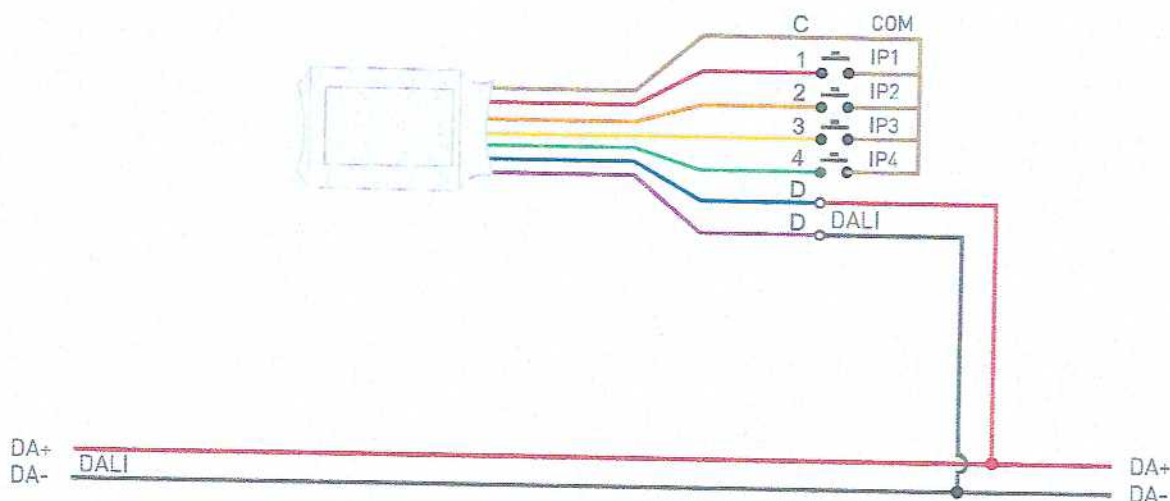 C COM
1 IP1
2 IP2
3 IP3
4 IP4
D
D DALI
DA+ DA+
DALI
DA- DA-